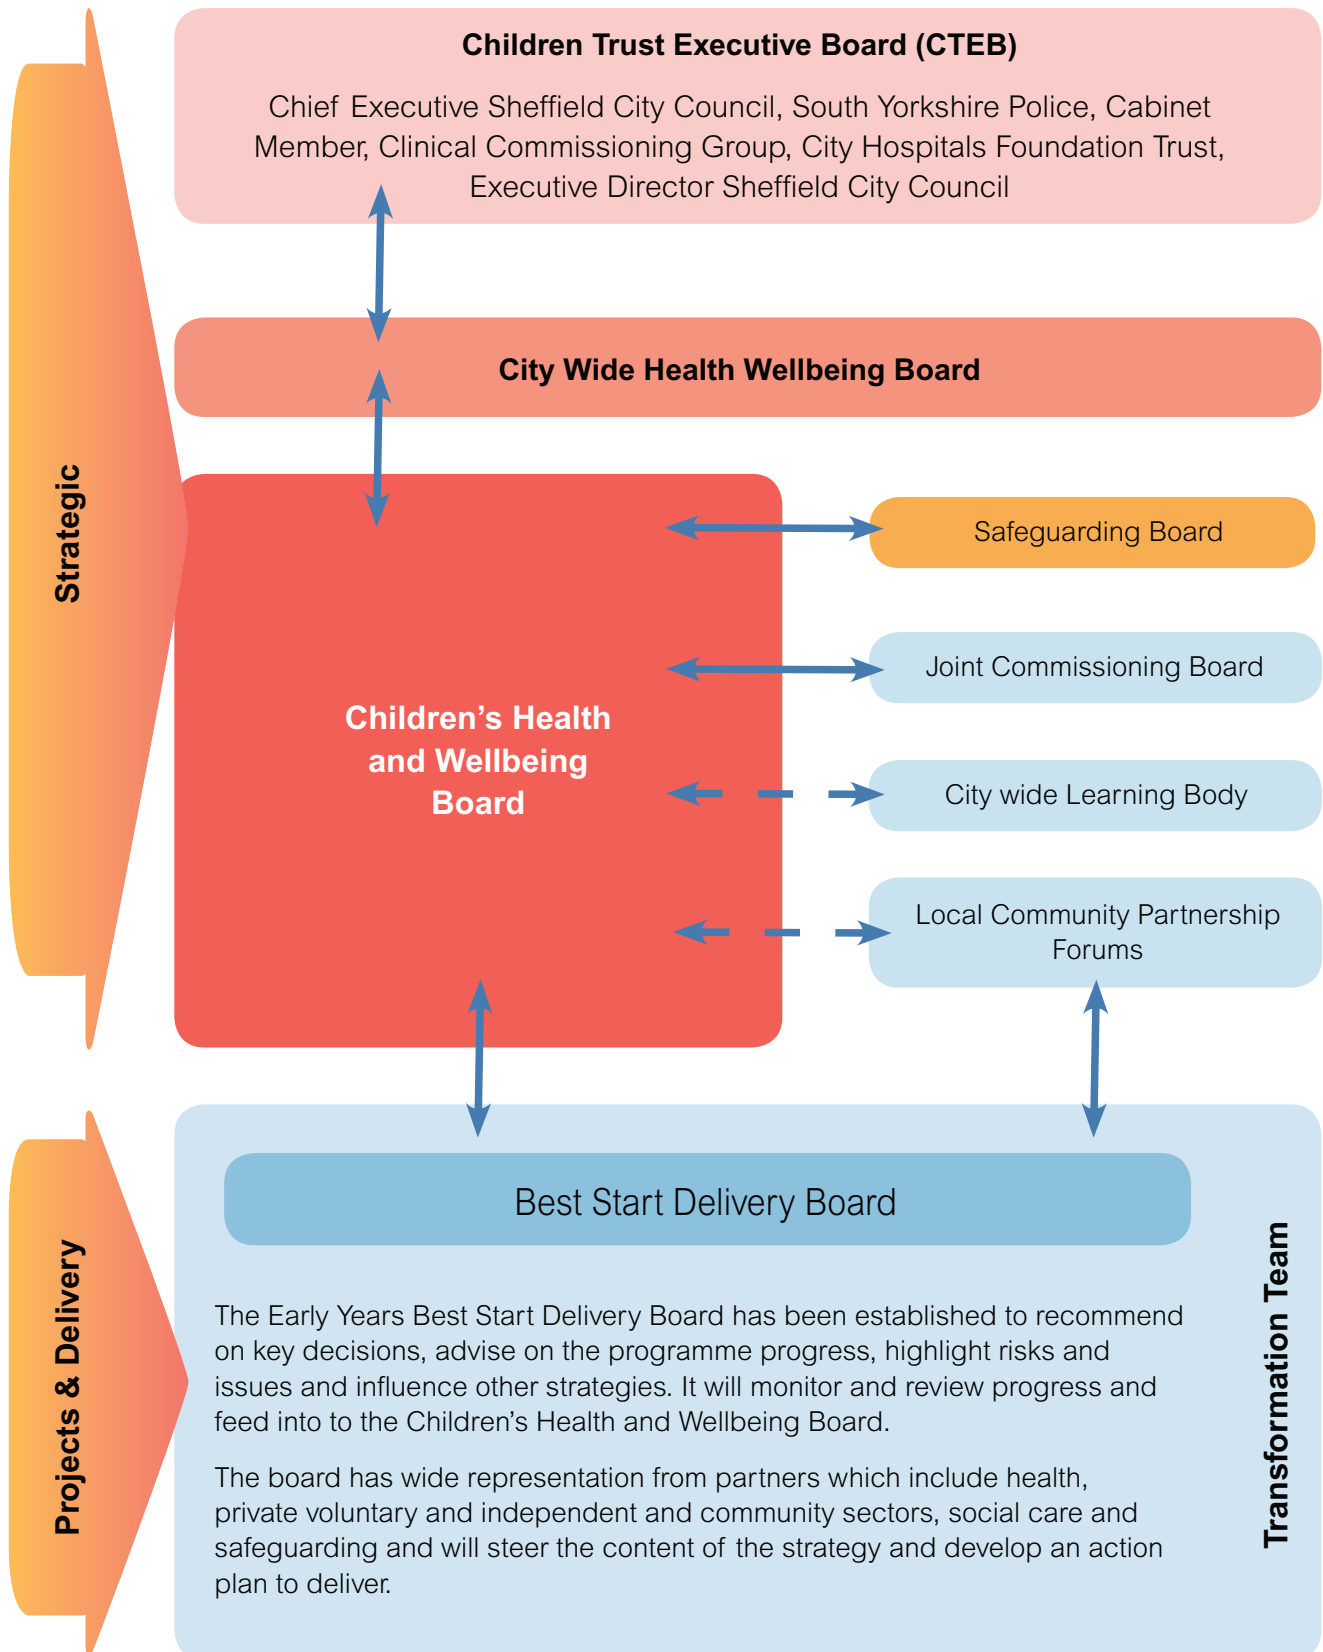 Children Trust Executive Board (CTEB)
Chief Executive Sheffield City Council, South Yorkshire Police, Cabinet
Member, Clinical Commissioning Group, City Hospitals Foundation Trust,
Executive Director Sheffield City Council
City Wide Health Wellbeing Board
Strategic
Children’s Health
and Wellbeing
Board
Safeguarding Board
Joint Commissioning Board
City wide Learning Body
Local Community Partnership
Forums
Projects & Delivery
Best Start Delivery Board
The Early Years Best Start Delivery Board has been established to recommend
on key decisions, advise on the programme progress, highlight risks and
issues and influence other strategies. It will monitor and review progress and
feed into to the Children’s Health and Wellbeing Board.
The board has wide representation from partners which include health,
private voluntary and independent and community sectors, social care and
safeguarding and will steer the content of the strategy and develop an action
plan to deliver.
Transformation Team